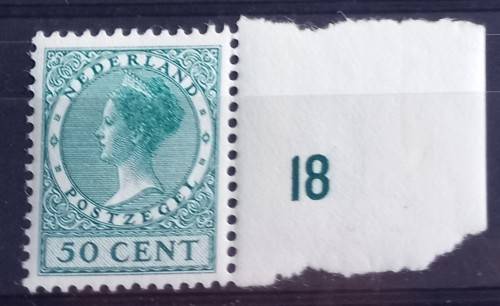 NEDERLAND
POSTZEGEL
50 CENT
18